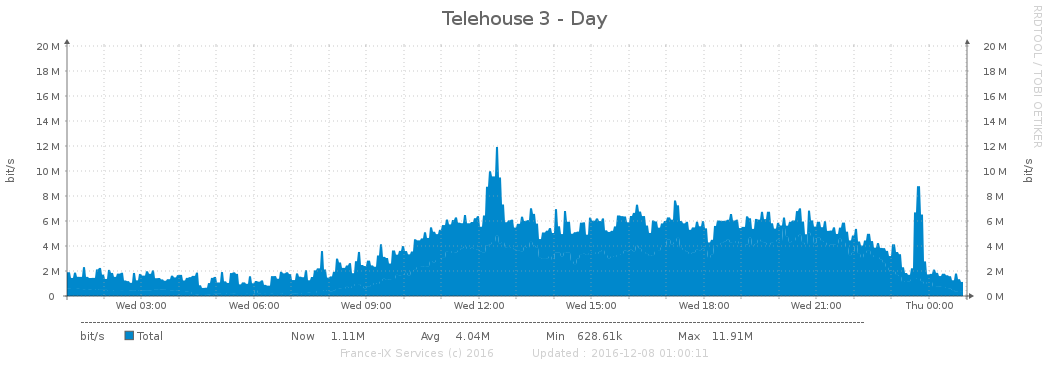 Telehouse 3 - Day
RRDTOOL / TOBI OETIKER
bit/s
20 M 20 M
18 M 18 M
16 M 16 M
14 M 14 M
12 M 12 M
10 M 10 M
8 M 8 M
6 M 6 M
4 M 4 M
2 M 2 M
0 0 M
bit/s
Wed 03:00 Wed 06:00 Wed 09:00 Wed 12:00 Wed 15:00 Wed 18:00 Wed 21:00 Thu 00:00
bit/s Total Now 1.11M Avg 4.04M Min 628.61k Max 11.91M
France-IX Services (c) 2016 Updated : 2016-12-08 01:00:11